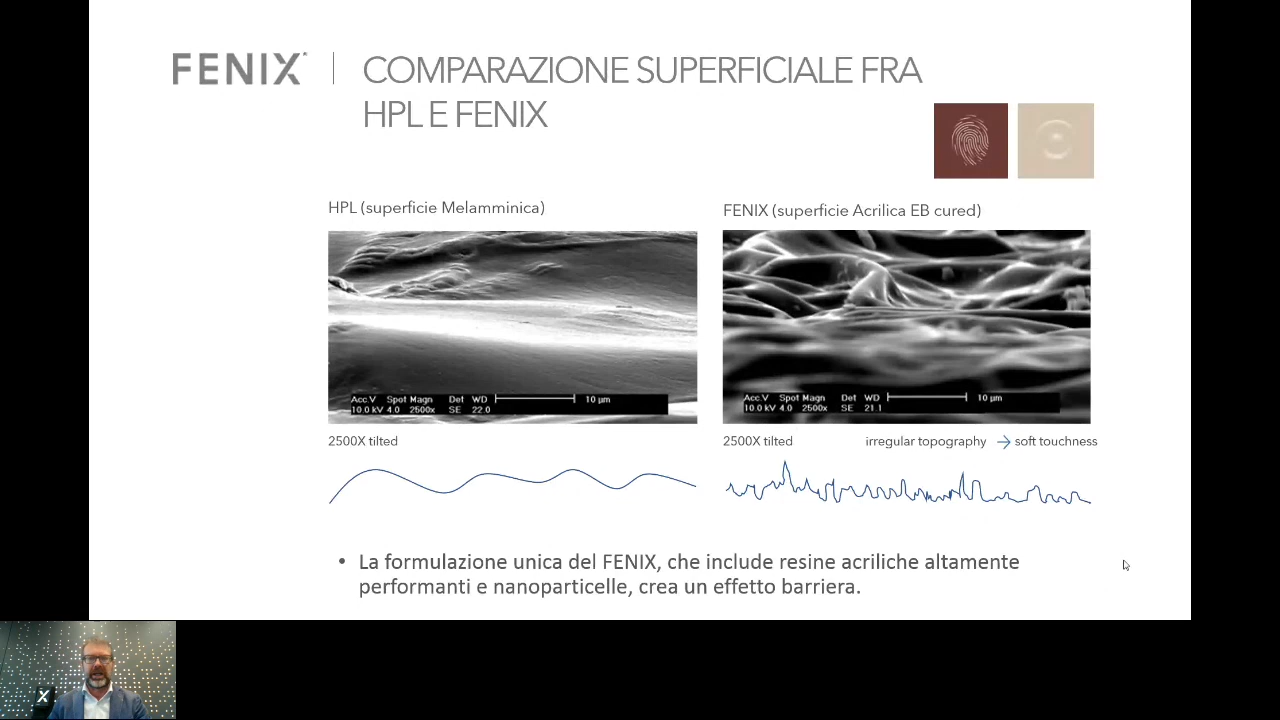 FENIX
COMPARAZIONE SUPERFICIALE FRA
HPL E FENIX
HPL (superficie Melamminica)
FENIX (superficie Acrilica EB cured)
Acc.V Spot Magn Det WD 10 µm
10.0 kV 4.0 2500x SE 22.0
Acc.V Spot Magn Det WD 10 µm
10.0 kV 4.0 2500x SE 21.1
2500X tilted
2500X tilted irregular topography → soft touchness
• La formulazione unica del FENIX, che include resine acriliche altamente
performanti e nanoparticelle, crea un effetto barriera.
X